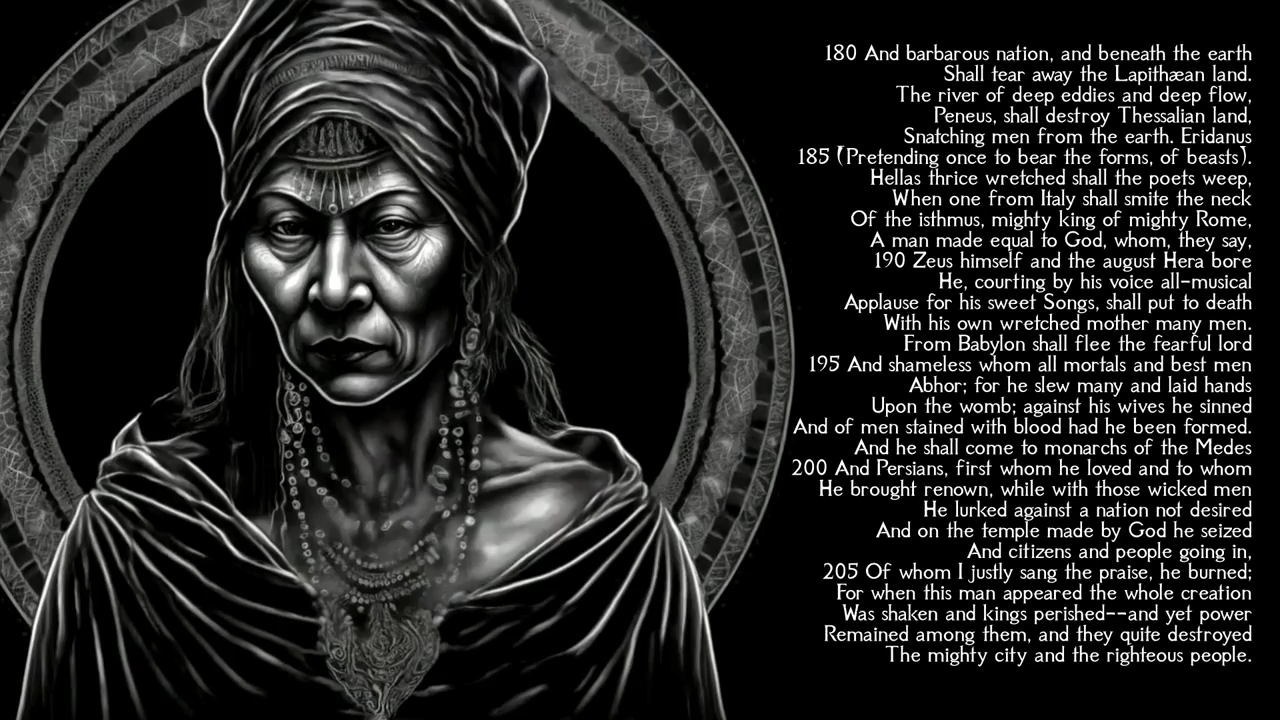 180 And barbarous nation, and beneath the earth
Shall tear away the Lapithæan land.
The river of deep eddies and deep flow,
Peneus, shall destroy Thessalian land,
Snatching men from the earth. Eridanus
185 (Pretending once to bear the forms, of beasts).
Hellas thrice wretched shall the poets weep,
When one from Italy shall smite the neck
Of the isthmus, mighty king of mighty Rome,
A man made equal to God, whom, they say,
190 Zeus himself and the august Hera bore
He, courting by his voice all-musical
Applause for his sweet Songs, shall put to death
With his own wretched mother many men.
From Babylon shall flee the fearful lord
195 And shameless whom all mortals and best men
Abhor; for he slew many and laid hands
Upon the womb; against his wives he sinned
And of men stained with blood had he been formed.
And he shall come to monarchs of the Medes
200 And Persians, first whom he loved and to whom
He brought renown, while with those wicked men
He lurked against a nation not desired
And on the temple made by God he seized
And citizens and people going in,
205 Of whom I justly sang the praise, he burned;
For when this man appeared the whole creation
Was shaken and kings perished--and yet power
Remained among them, and they quite destroyed
The mighty city and the righteous people.